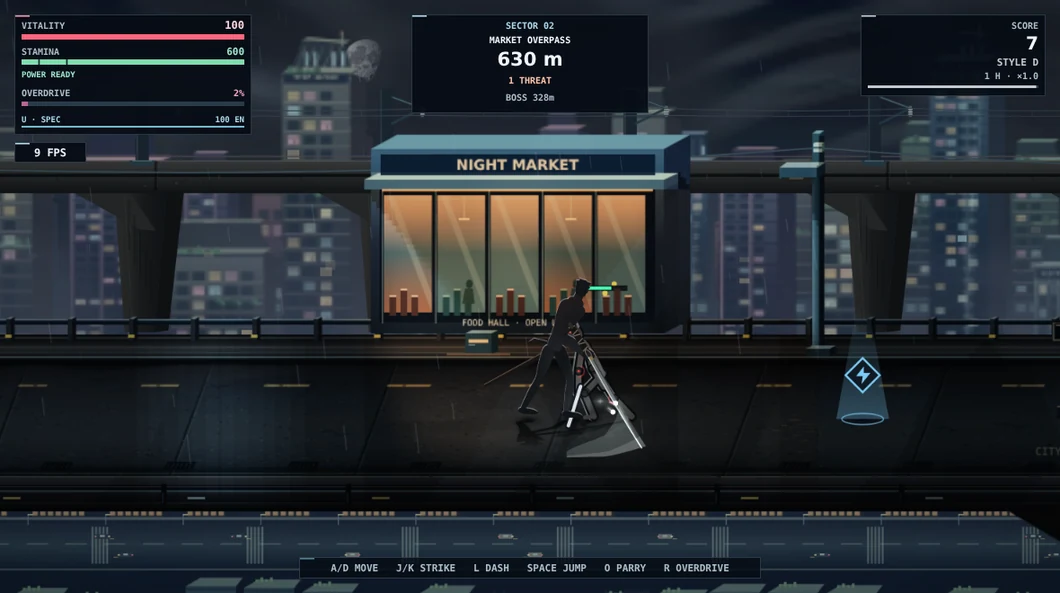 VITALITY 100
STAMINA 600
POWER READY
OVERDRIVE 2%
U · SPEC 100 EN
9 FPS
SECTOR 02
MARKET OVERPASS
630 m
1 THREAT
BOSS 328m
SCORE
7
STYLE D
1 H · ×1.0
NIGHT MARKET
FOOD HALL · OPEN
CITY
A/D MOVE J/K STRIKE L DASH SPACE JUMP O PARRY R OVERDRIVE